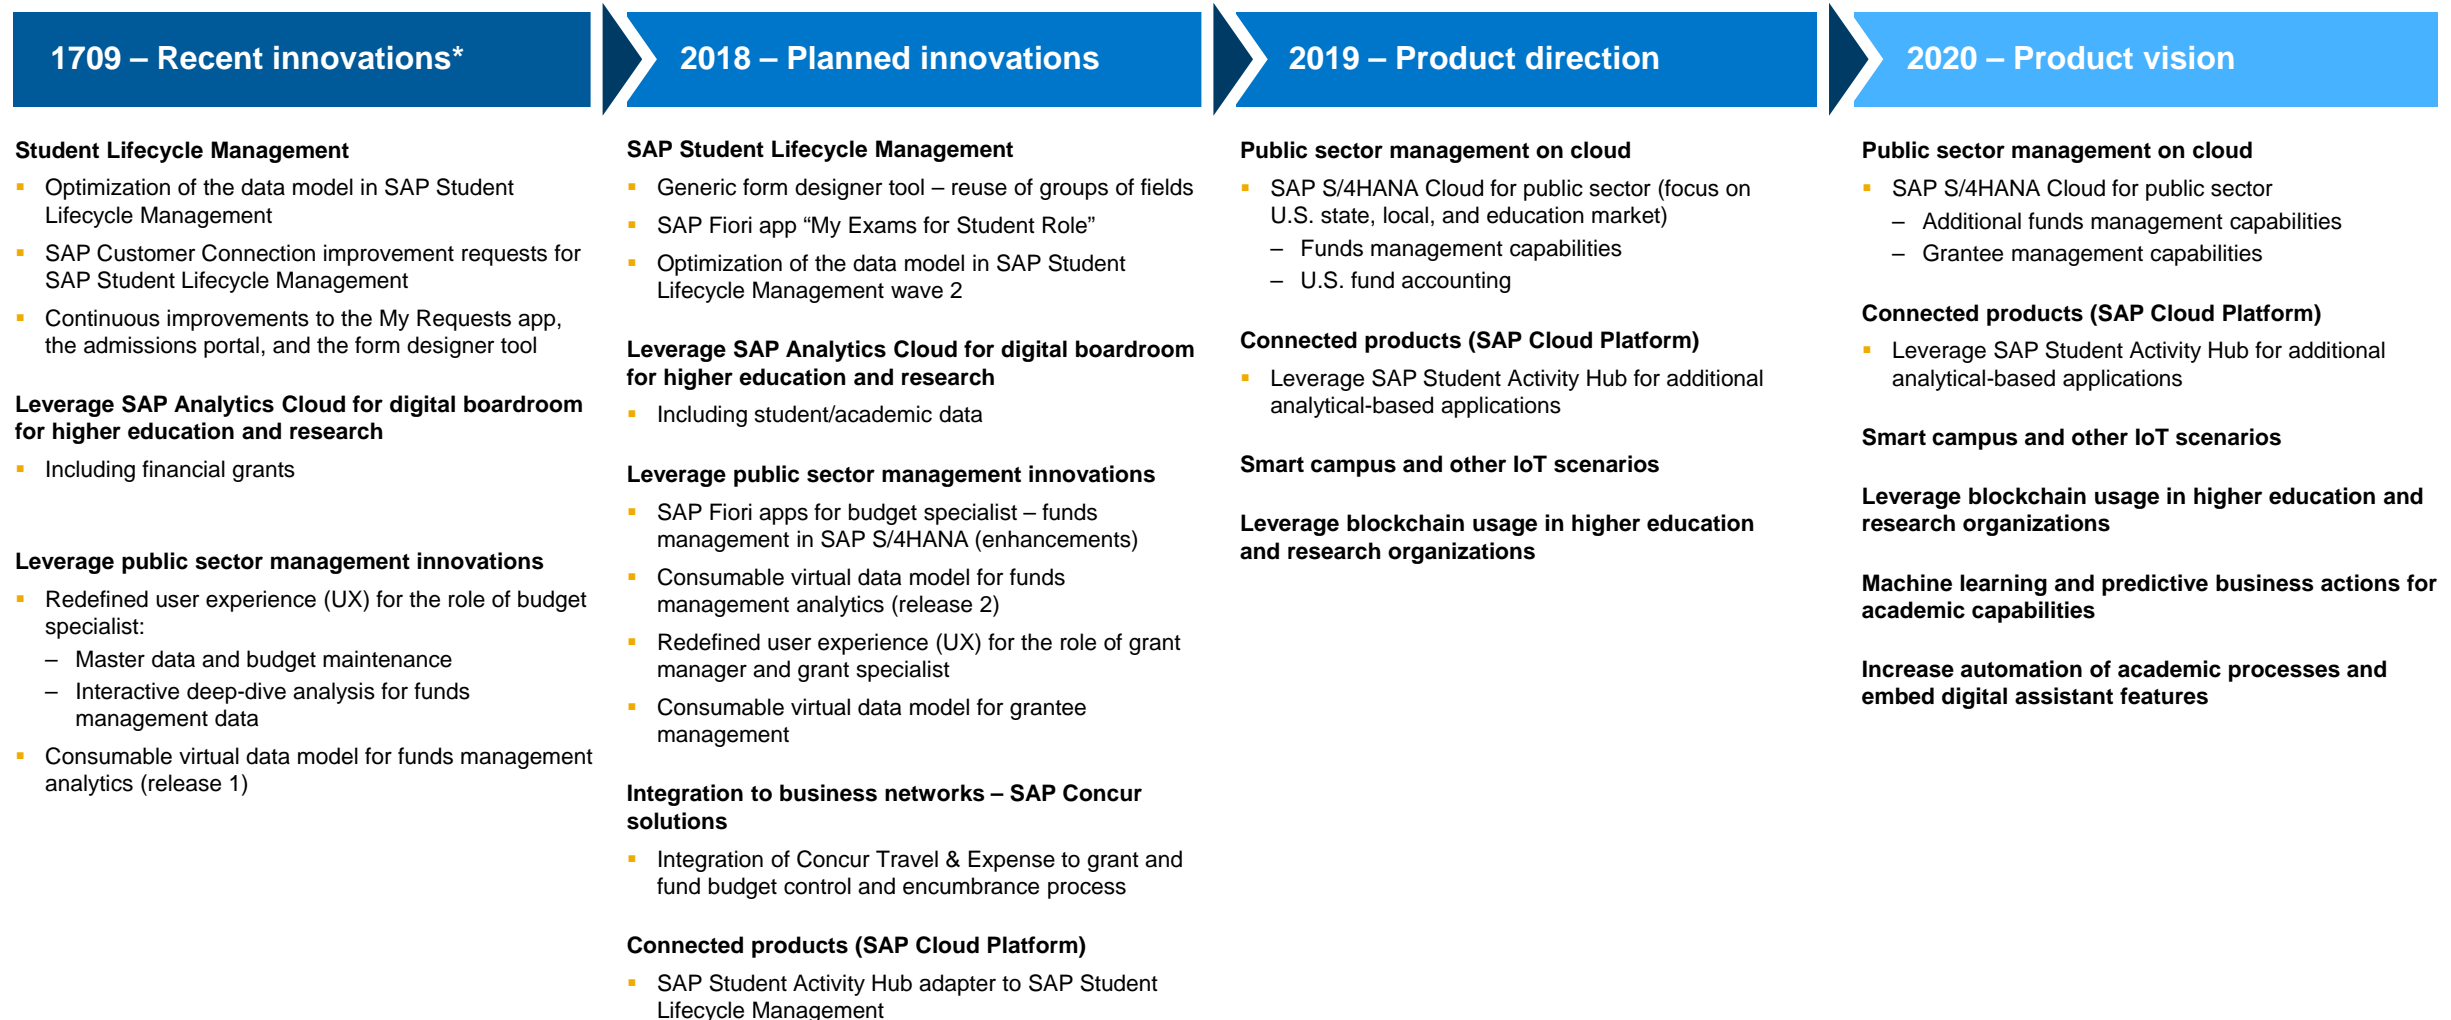 1709 – Recent innovations*
Student Lifecycle Management
▪ Optimization of the data model in SAP Student
Lifecycle Management
▪ SAP Customer Connection improvement requests for
SAP Student Lifecycle Management
▪ Continuous improvements to the My Requests app,
the admissions portal, and the form designer tool
Leverage SAP Analytics Cloud for digital boardroom
for higher education and research
▪ Including financial grants
Leverage public sector management innovations
▪ Redefined user experience (UX) for the role of budget
specialist:
– Master data and budget maintenance
– Interactive deep-dive analysis for funds
management data
▪ Consumable virtual data model for funds management
analytics (release 1)
2018 – Planned innovations
SAP Student Lifecycle Management
▪ Generic form designer tool – reuse of groups of fields
▪ SAP Fiori app “My Exams for Student Role”
▪ Optimization of the data model in SAP Student
Lifecycle Management wave 2
Leverage SAP Analytics Cloud for digital boardroom
for higher education and research
▪ Including student/academic data
Leverage public sector management innovations
▪ SAP Fiori apps for budget specialist – funds
management in SAP S/4HANA (enhancements)
▪ Consumable virtual data model for funds
management analytics (release 2)
▪ Redefined user experience (UX) for the role of grant
manager and grant specialist
▪ Consumable virtual data model for grantee
management
Integration to business networks – SAP Concur
solutions
▪ Integration of Concur Travel & Expense to grant and
fund budget control and encumbrance process
Connected products (SAP Cloud Platform)
▪ SAP Student Activity Hub adapter to SAP Student
Lifecycle Management
2019 – Product direction
Public sector management on cloud
▪ SAP S/4HANA Cloud for public sector (focus on
U.S. state, local, and education market)
– Funds management capabilities
– U.S. fund accounting
Connected products (SAP Cloud Platform)
▪ Leverage SAP Student Activity Hub for additional
analytical-based applications
Smart campus and other IoT scenarios
Leverage blockchain usage in higher education
and research organizations
2020 – Product vision
Public sector management on cloud
▪ SAP S/4HANA Cloud for public sector
– Additional funds management capabilities
– Grantee management capabilities
Connected products (SAP Cloud Platform)
▪ Leverage SAP Student Activity Hub for additional
analytical-based applications
Smart campus and other IoT scenarios
Leverage blockchain usage in higher education and
research organizations
Machine learning and predictive business actions for
academic capabilities
Increase automation of academic processes and
embed digital assistant features